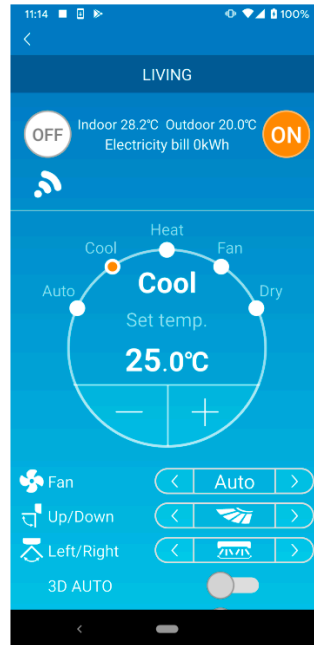 11:14 100%
LIVING
OFF Indoor 28.2℃ Outdoor 20.0℃ ON
Electricity bill 0kWh
Heat
Cool Fan
Auto Cool Dry
Set temp.
25.0℃
Fan Auto
Up/Down
Left/Right
3D AUTO